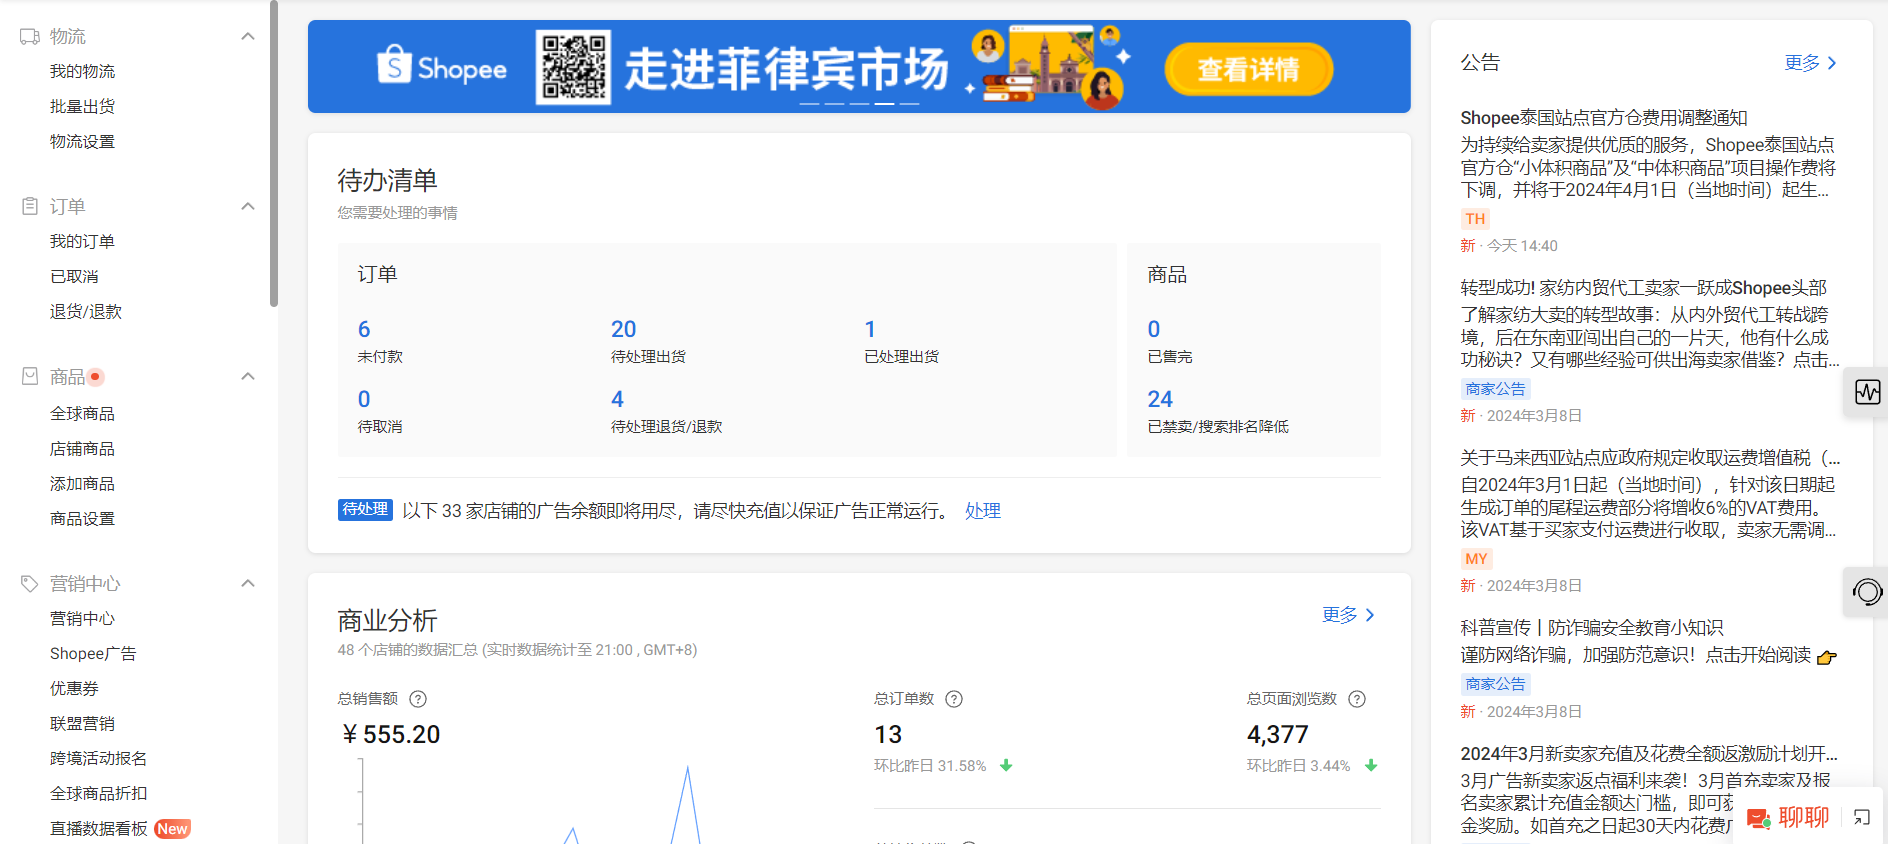 物流
我的物流
批量出货
物流设置
订单
我的订单
已取消
退货/退款
商品
全球商品
店铺商品
添加商品
商品设置
营销中心
营销中心
Shopee广告
优惠券
联盟营销
跨境活动报名
全球商品折扣
直播数据看板 New
Shopee 走进菲律宾市场 查看详情
待办清单
您需要处理的事情
订单
6
未付款
20
待处理出货
1
已处理出货
0
待取消
4
待处理退货/退款
商品
0
已售完
24
已禁卖/搜索排名降低
待处理 以下 33 家店铺的广告余额即将用尽，请尽快充值以保证广告正常运行。 处理
商业分析
更多
48 个店铺的数据汇总 (实时数据统计至 21:00 , GMT+8)
总销售额
￥555.20
总订单数
13
环比昨日 31.58%
总页面浏览数
4,377
环比昨日 3.44%
公告
更多
Shopee泰国站点官方仓费用调整通知
为持续给卖家提供优质的服务，Shopee泰国站点
官方仓“小体积商品”及“中体积商品”项目操作费将
下调，并将于2024年4月1日（当地时间）起生...
TH
新 · 今天 14:40
转型成功! 家纺内贸代工卖家一跃成Shopee头部
了解家纺大卖的转型故事：从内外贸代工转战跨
境，后在东南亚闯出自己的一片天，他有什么成
功秘诀？又有哪些经验可供出海卖家借鉴？点击...
商家公告
新 · 2024年3月8日
关于马来西亚站点应政府规定收取运费增值税（...
自2024年3月1日起（当地时间），针对该日期起
生成订单的尾程运费部分将增收6%的VAT费用。
该VAT基于买家支付运费进行收取，卖家无需调...
MY
新 · 2024年3月8日
科普宣传丨防诈骗安全教育小知识
谨防网络诈骗，加强防范意识！点击开始阅读 👉
商家公告
新 · 2024年3月8日
2024年3月新卖家充值及花费全额返激励计划开...
3月广告新卖家返点福利来袭！3月首充卖家及报
名卖家累计充值金额达门槛，即可获
金奖励。如首充之日起30天内花费
聊聊